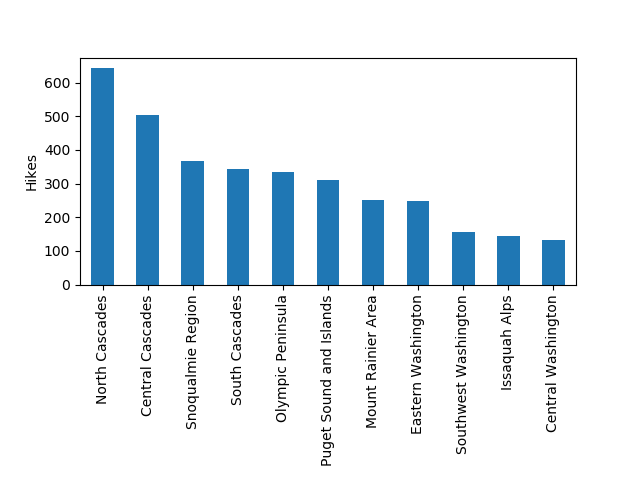 Hikes
600
500
400
300
200
100
0
North Cascades
Central Cascades
Snoqualmie Region
South Cascades
Olympic Peninsula
Puget Sound and Islands
Mount Rainier Area
Eastern Washington
Southwest Washington
Issaquah Alps
Central Washington